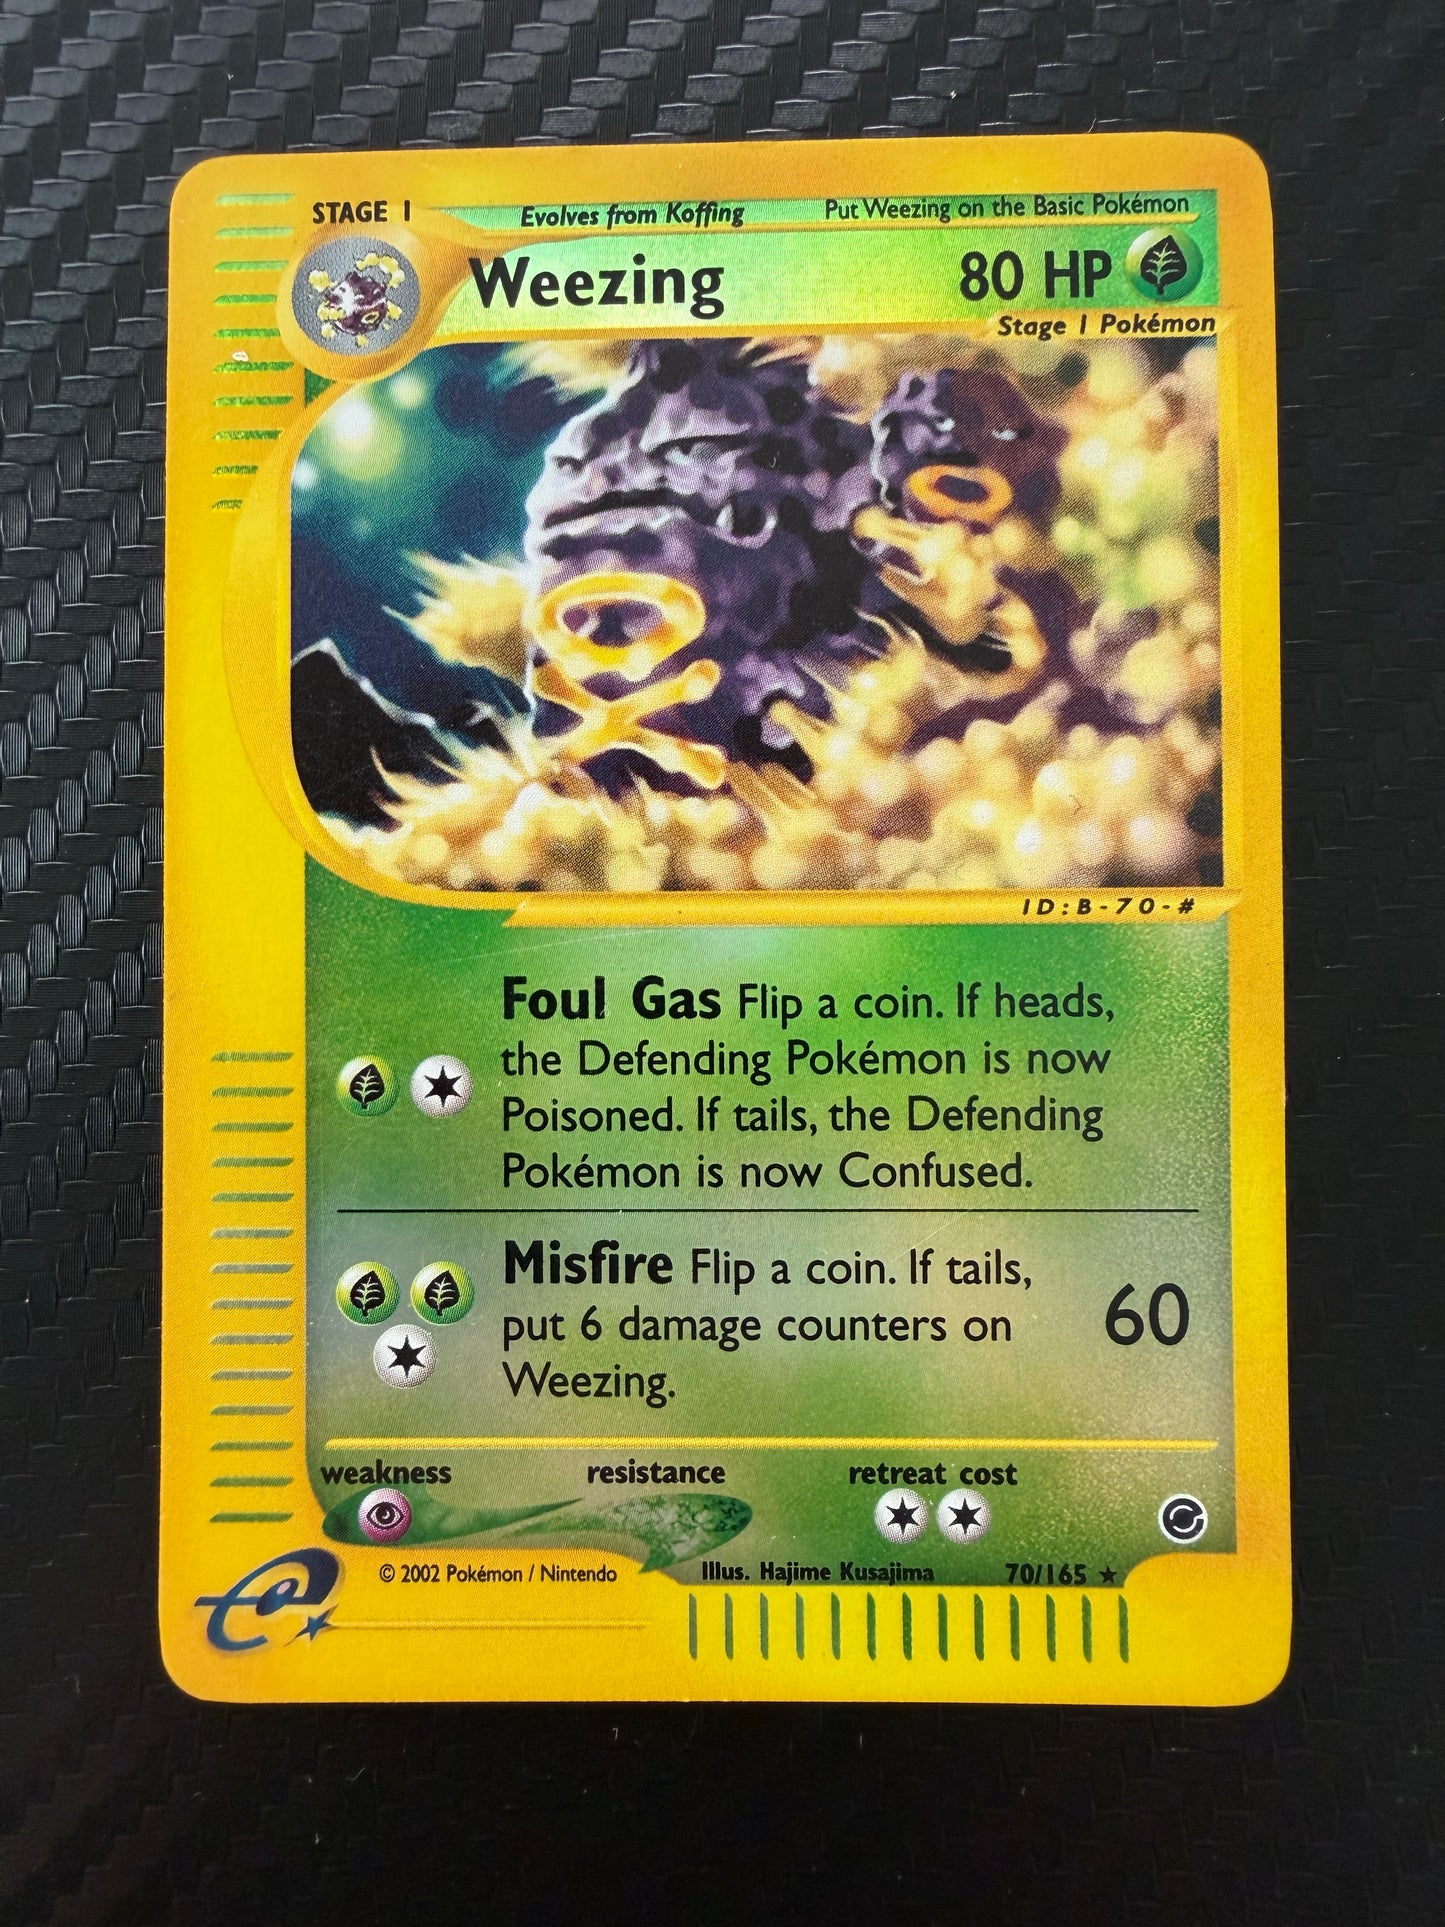 STAGE 1
Evolves from Koffing
Put Weezing on the Basic Pokémon
Weezing
80 HP
Stage 1 Pokémon
ID:B-70-#
Foul Gas Flip a coin. If heads,
the Defending Pokémon is now
Poisoned. If tails, the Defending
Pokémon is now Confused.
Misfire Flip a coin. If tails,
put 6 damage counters on
Weezing.
60
weakness
resistance
retreat cost
© 2002 Pokémon / Nintendo
Illus. Hajime Kusajima
70/165 ★
e